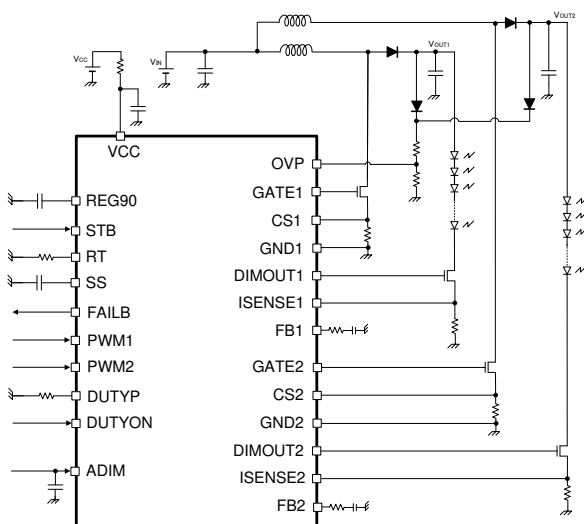 VOUT2
VCC
VIN
VOUT1
VCC
OVP
GATE1
CS1
GND1
DIMOUT1
ISENSE1
FB1
GATE2
CS2
GND2
DIMOUT2
ISENSE2
FB2
REG90
STB
RT
SS
FAILB
PWM1
PWM2
DUTYP
DUTYON
ADIM